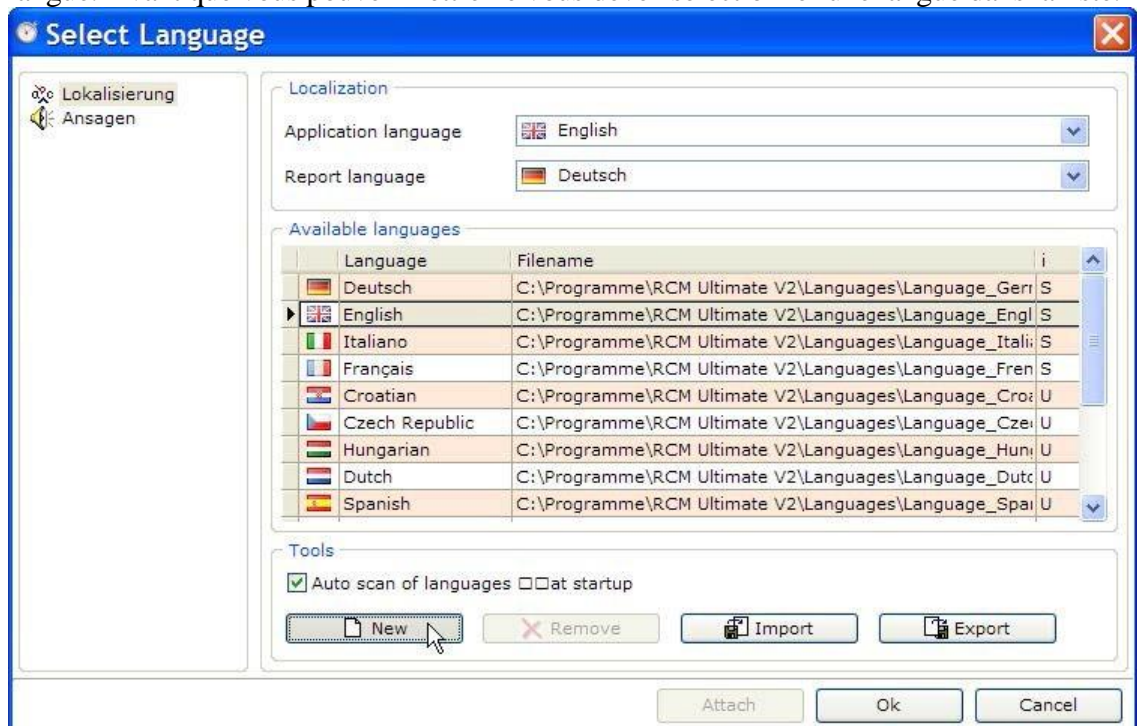 Select Language
Lokalisierung
Ansagen
Localization
Application language English
Report language Deutsch
Available languages
Language Filename i
Deutsch C:\Programme\RCM Ultimate V2\Languages\Language_Gerr S
English C:\Programme\RCM Ultimate V2\Languages\Language_Engl S
Italiano C:\Programme\RCM Ultimate V2\Languages\Language_Itali S
Français C:\Programme\RCM Ultimate V2\Languages\Language_Fren S
Croatian C:\Programme\RCM Ultimate V2\Languages\Language_Croa U
Czech Republic C:\Programme\RCM Ultimate V2\Languages\Language_Cze U
Hungarian C:\Programme\RCM Ultimate V2\Languages\Language_Hun U
Dutch C:\Programme\RCM Ultimate V2\Languages\Language_Dutc U
Spanish C:\Programme\RCM Ultimate V2\Languages\Language_Spai U
Tools
Auto scan of languages □□at startup
New Remove Import Export
Attach Ok Cancel